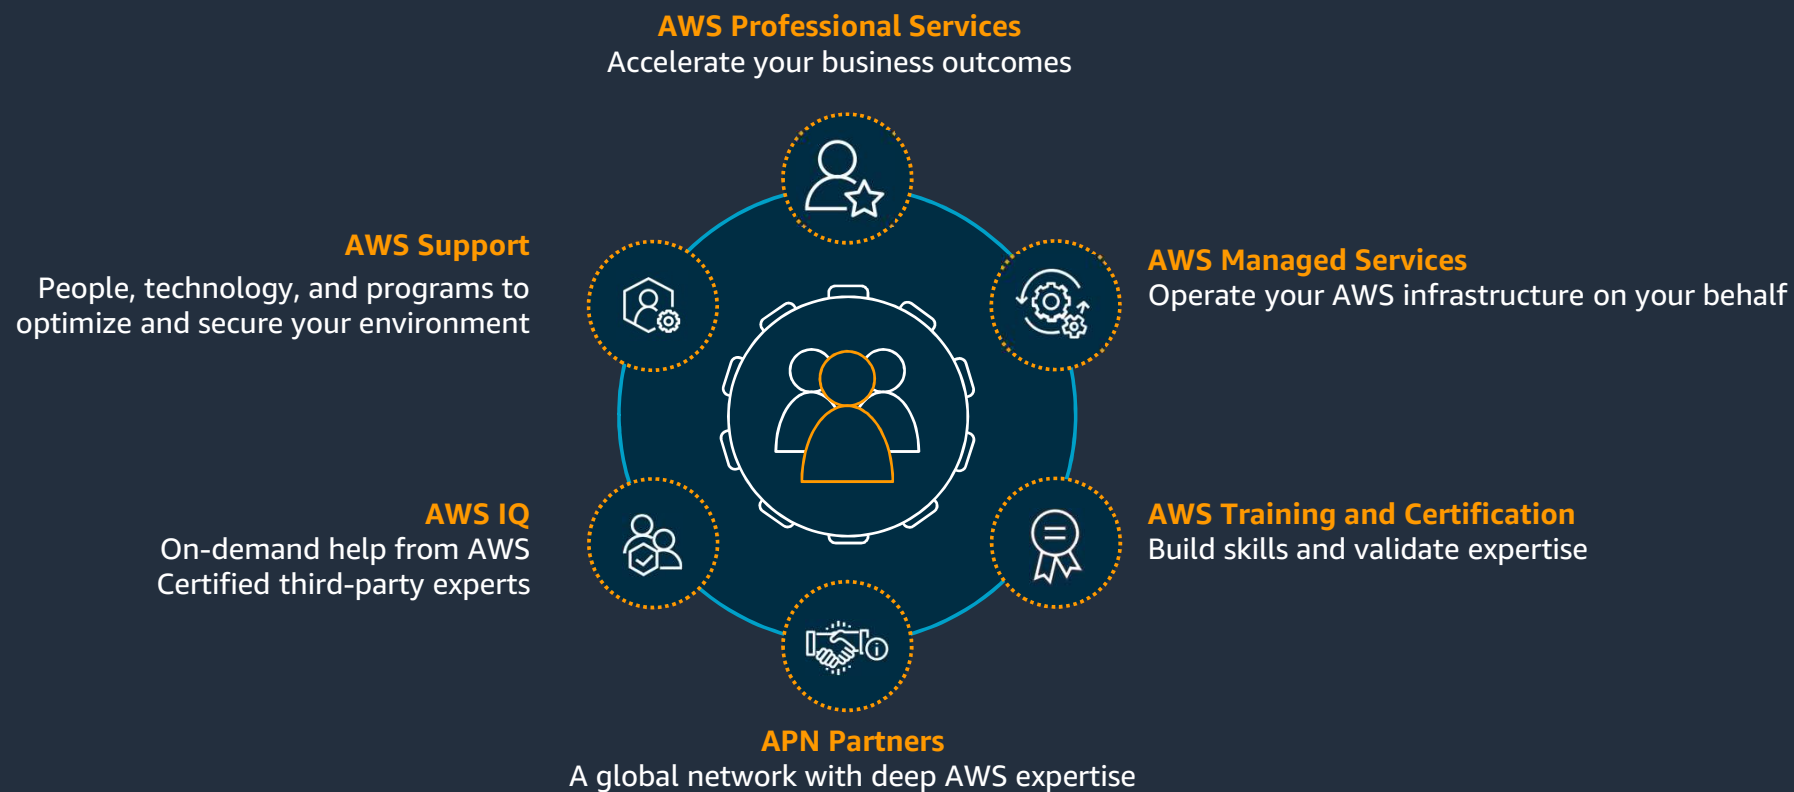 AWS Professional Services
Accelerate your business outcomes
AWS Support
People, technology, and programs to
optimize and secure your environment
AWS Managed Services
Operate your AWS infrastructure on your behalf
AWS IQ
On-demand help from AWS
Certified third-party experts
AWS Training and Certification
Build skills and validate expertise
APN Partners
A global network with deep AWS expertise